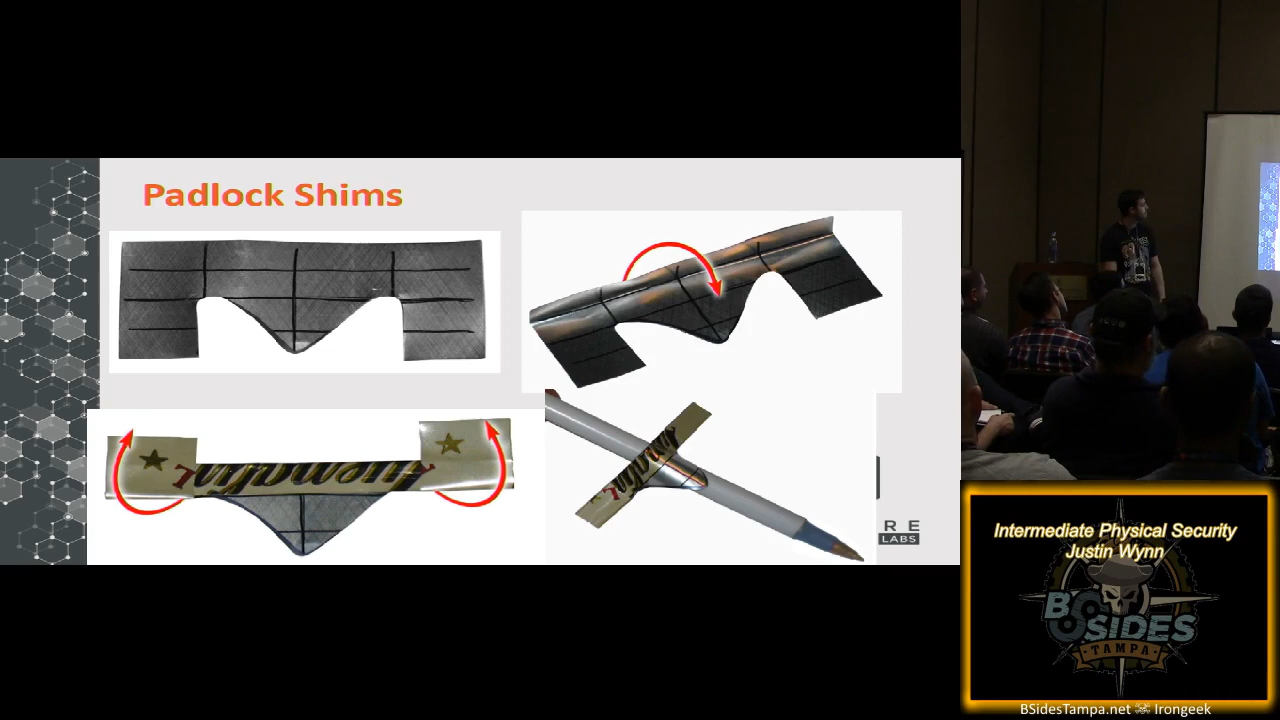 Padlock Shims
R E
LABS
Intermediate Physical Security
Justin Wynn
BSIDES
TAMPA
BSidesTampa.net Irongeek